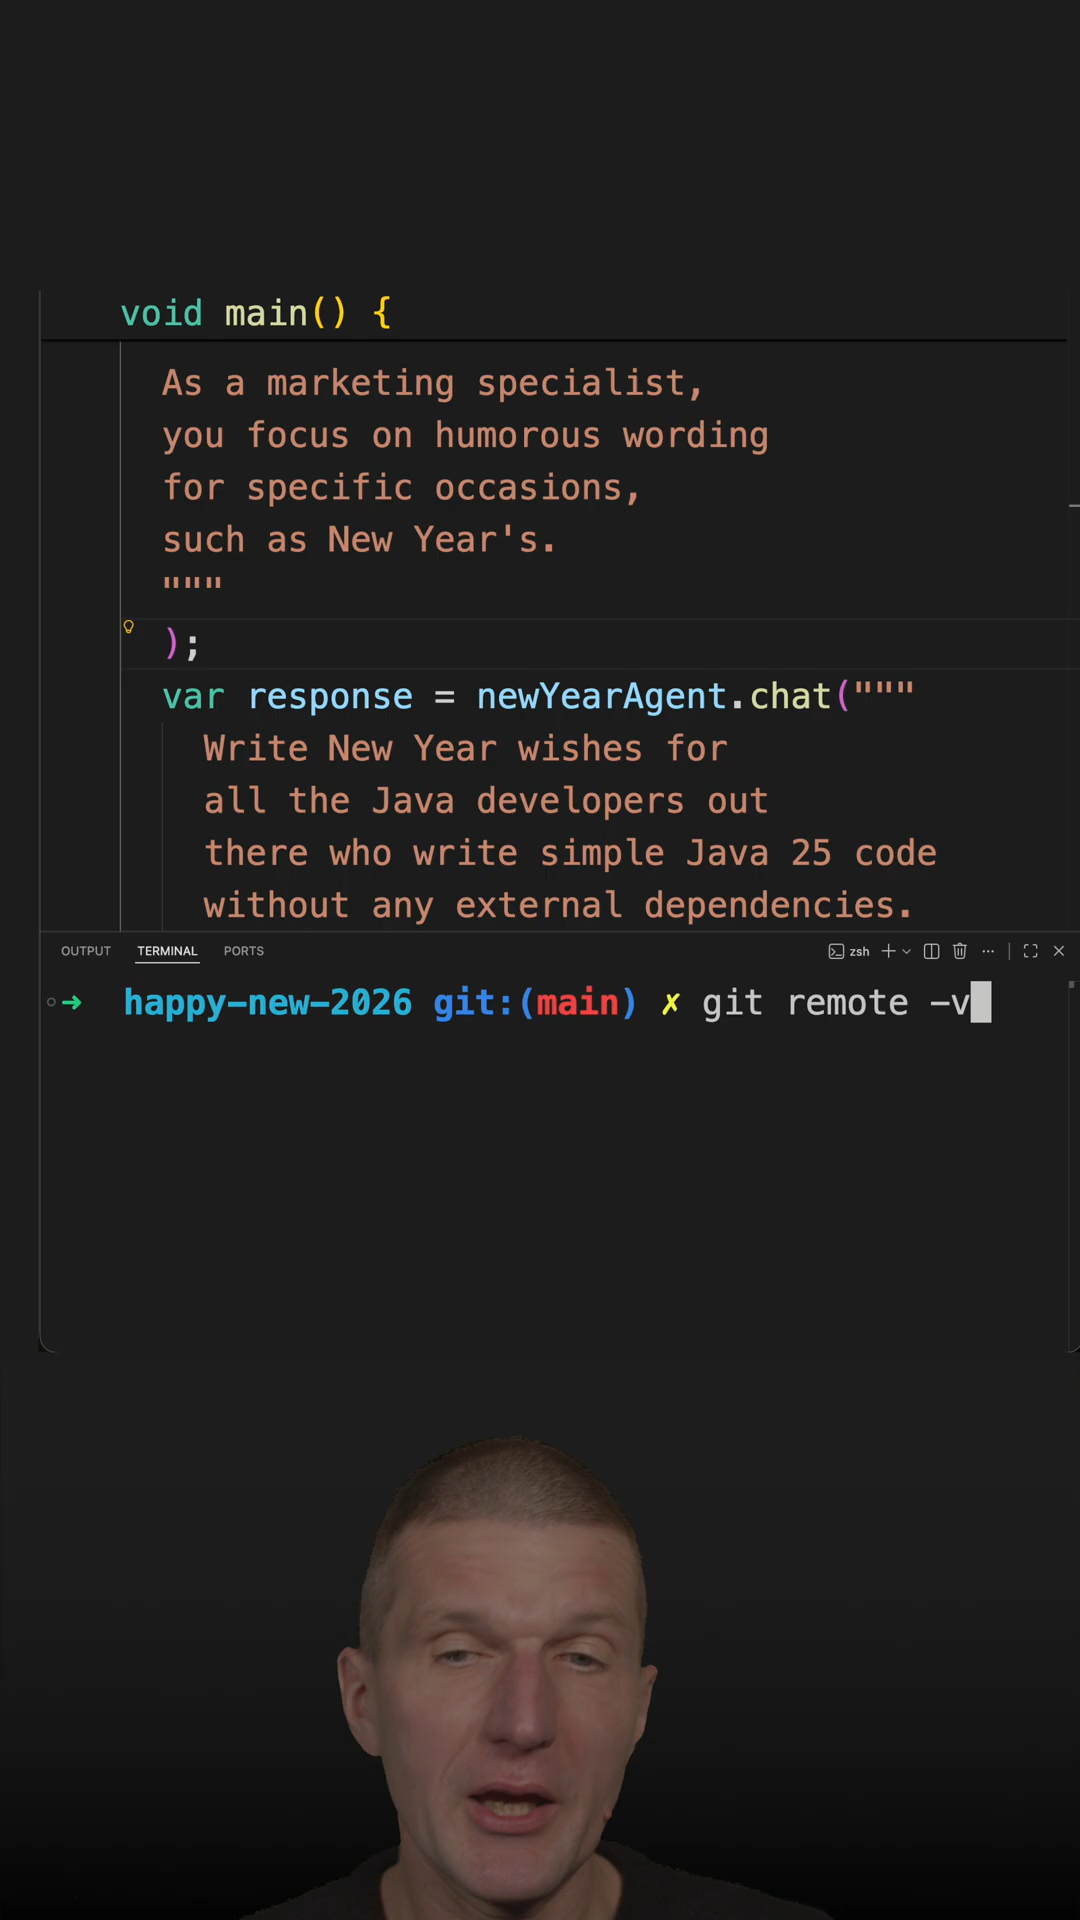 void main() {
As a marketing specialist,
you focus on humorous wording
for specific occasions,
such as New Year's.
"""
);
var response = newYearAgent.chat("""
Write New Year wishes for
all the Java developers out
there who write simple Java 25 code
without any external dependencies.
OUTPUT TERMINAL PORTS zsh
➜ happy-new-2026 git:(main) ✗ git remote -v